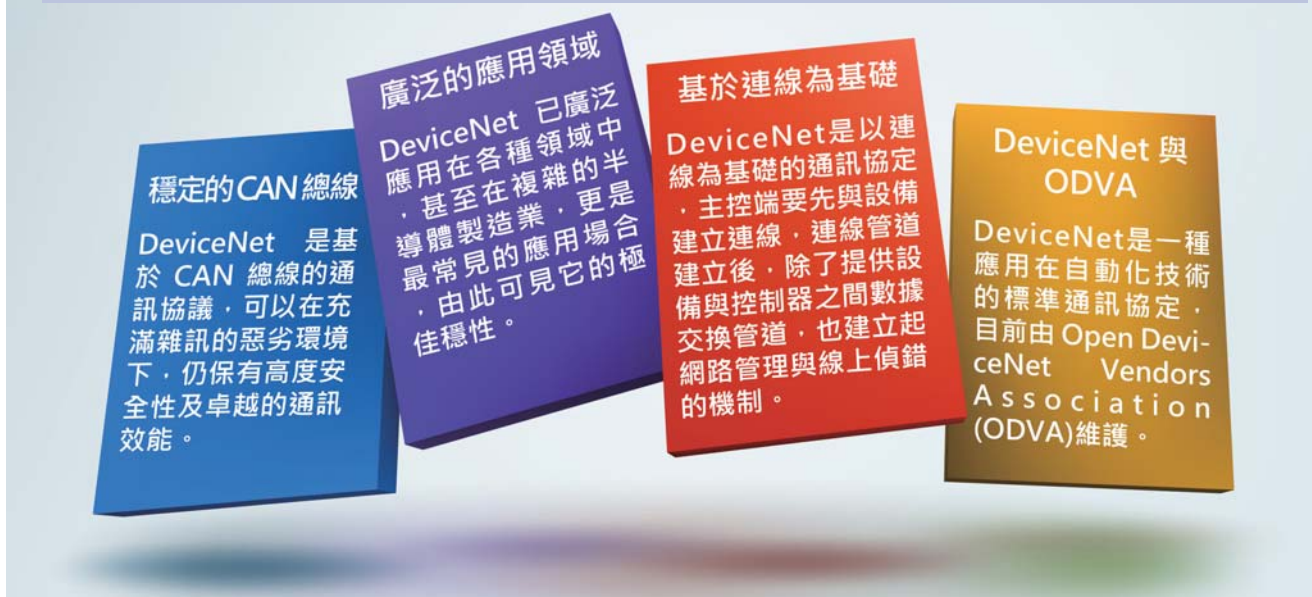 穩定的CAN 總線
DeviceNet 是基
於 CAN 總線的通
訊協議，可以在充
滿雜訊的惡劣環境
下，仍保有高度安
全性及卓越的通訊
效能。
廣泛的應用領域
DeviceNet 已廣泛
應用在各種領域中
，甚至在複雜的半
導體製造業，更是
最常見的應用場合
，由此可見它的極
佳穩性。
基於連線為基礎
DeviceNet是以連
線為基礎的通訊協定
，主控端要先與設備
建立連線，連線管道
建立後，除了提供設
備與控制器之間數據
交換管道，也建立起
網路管理與線上偵錯
的機制。
DeviceNet 與
ODVA
DeviceNet是一種
應用在自動化技術
的標準通訊協定，
目前由 Open Devi-
ceNet Vendors
Association
(ODVA)維護。